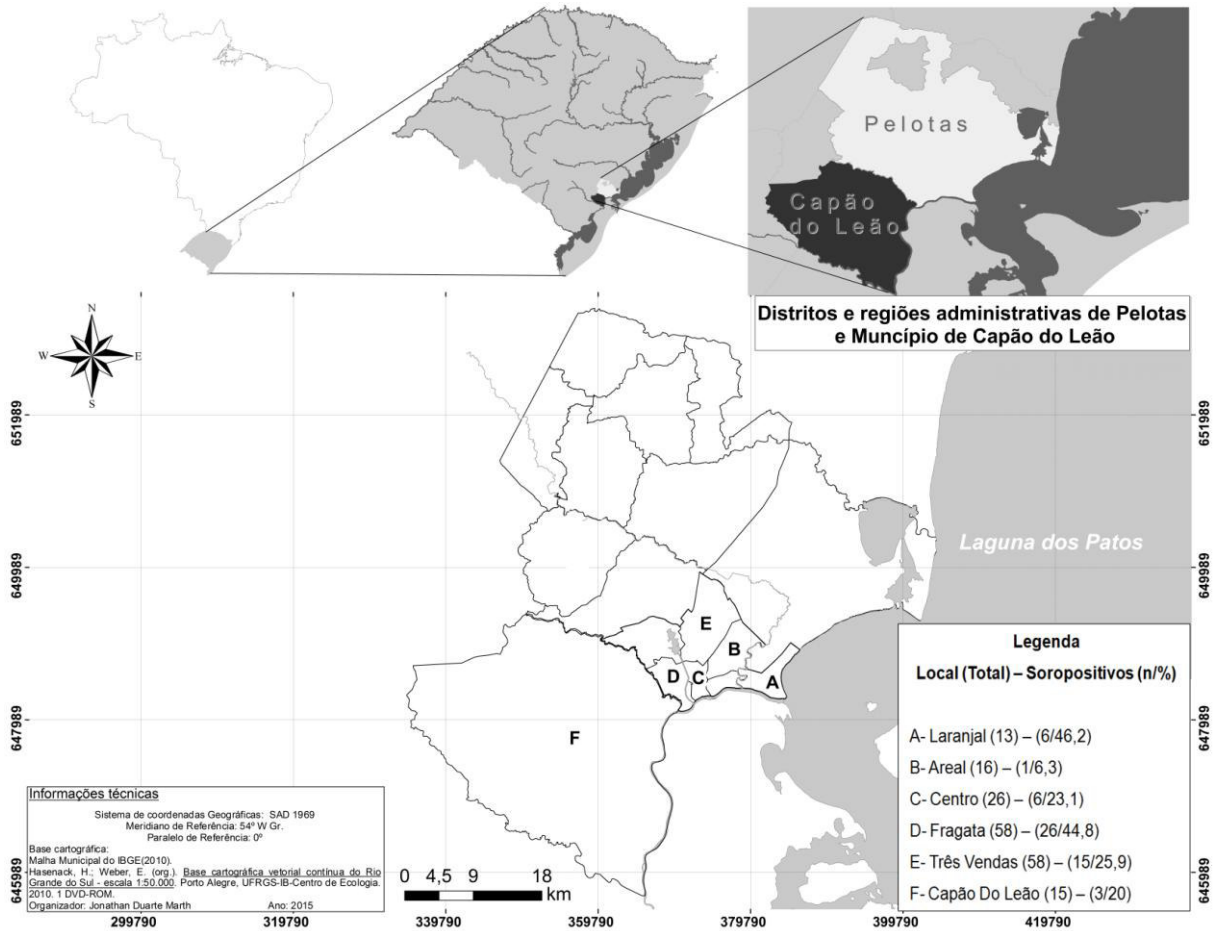 Pelotas
Capão
do Leão
Distritos e regiões administrativas de Pelotas
e Muncípio de Capão do Leão
N
W
E
S
651989
651989
Laguna dos Patos
649989
649989
E
B
D
C
A
F
647989
647989
Legenda
Local (Total) – Soropositivos (n/%)
A- Laranjal (13) – (6/46,2)
B- Areal (16) – (1/6,3)
C- Centro (26) – (6/23,1)
D- Fragata (58) – (26/44,8)
E- Três Vendas (58) – (15/25,9)
F- Capão Do Leão (15) – (3/20)
Informações técnicas
Sistema de coordenadas Geográficas: SAD 1969
Meridiano de Referência: 54º W Gr.
Paralelo de Referência: 0º
Base cartográfica:
Malha Municipal do IBGE(2010).
Hasenack, H.; Weber, E. (org.). Base cartográfica vetorial contínua do Rio
Grande do Sul - escala 1:50.000. Porto Alegre, UFRGS-IB-Centro de Ecologia.
2010. 1 DVD-ROM.
Organizador: Jonathan Duarte Marth Ano: 2015
0 4,5 9 18
km
645989
645989
299790 319790 339790 359790 379790 399790 419790